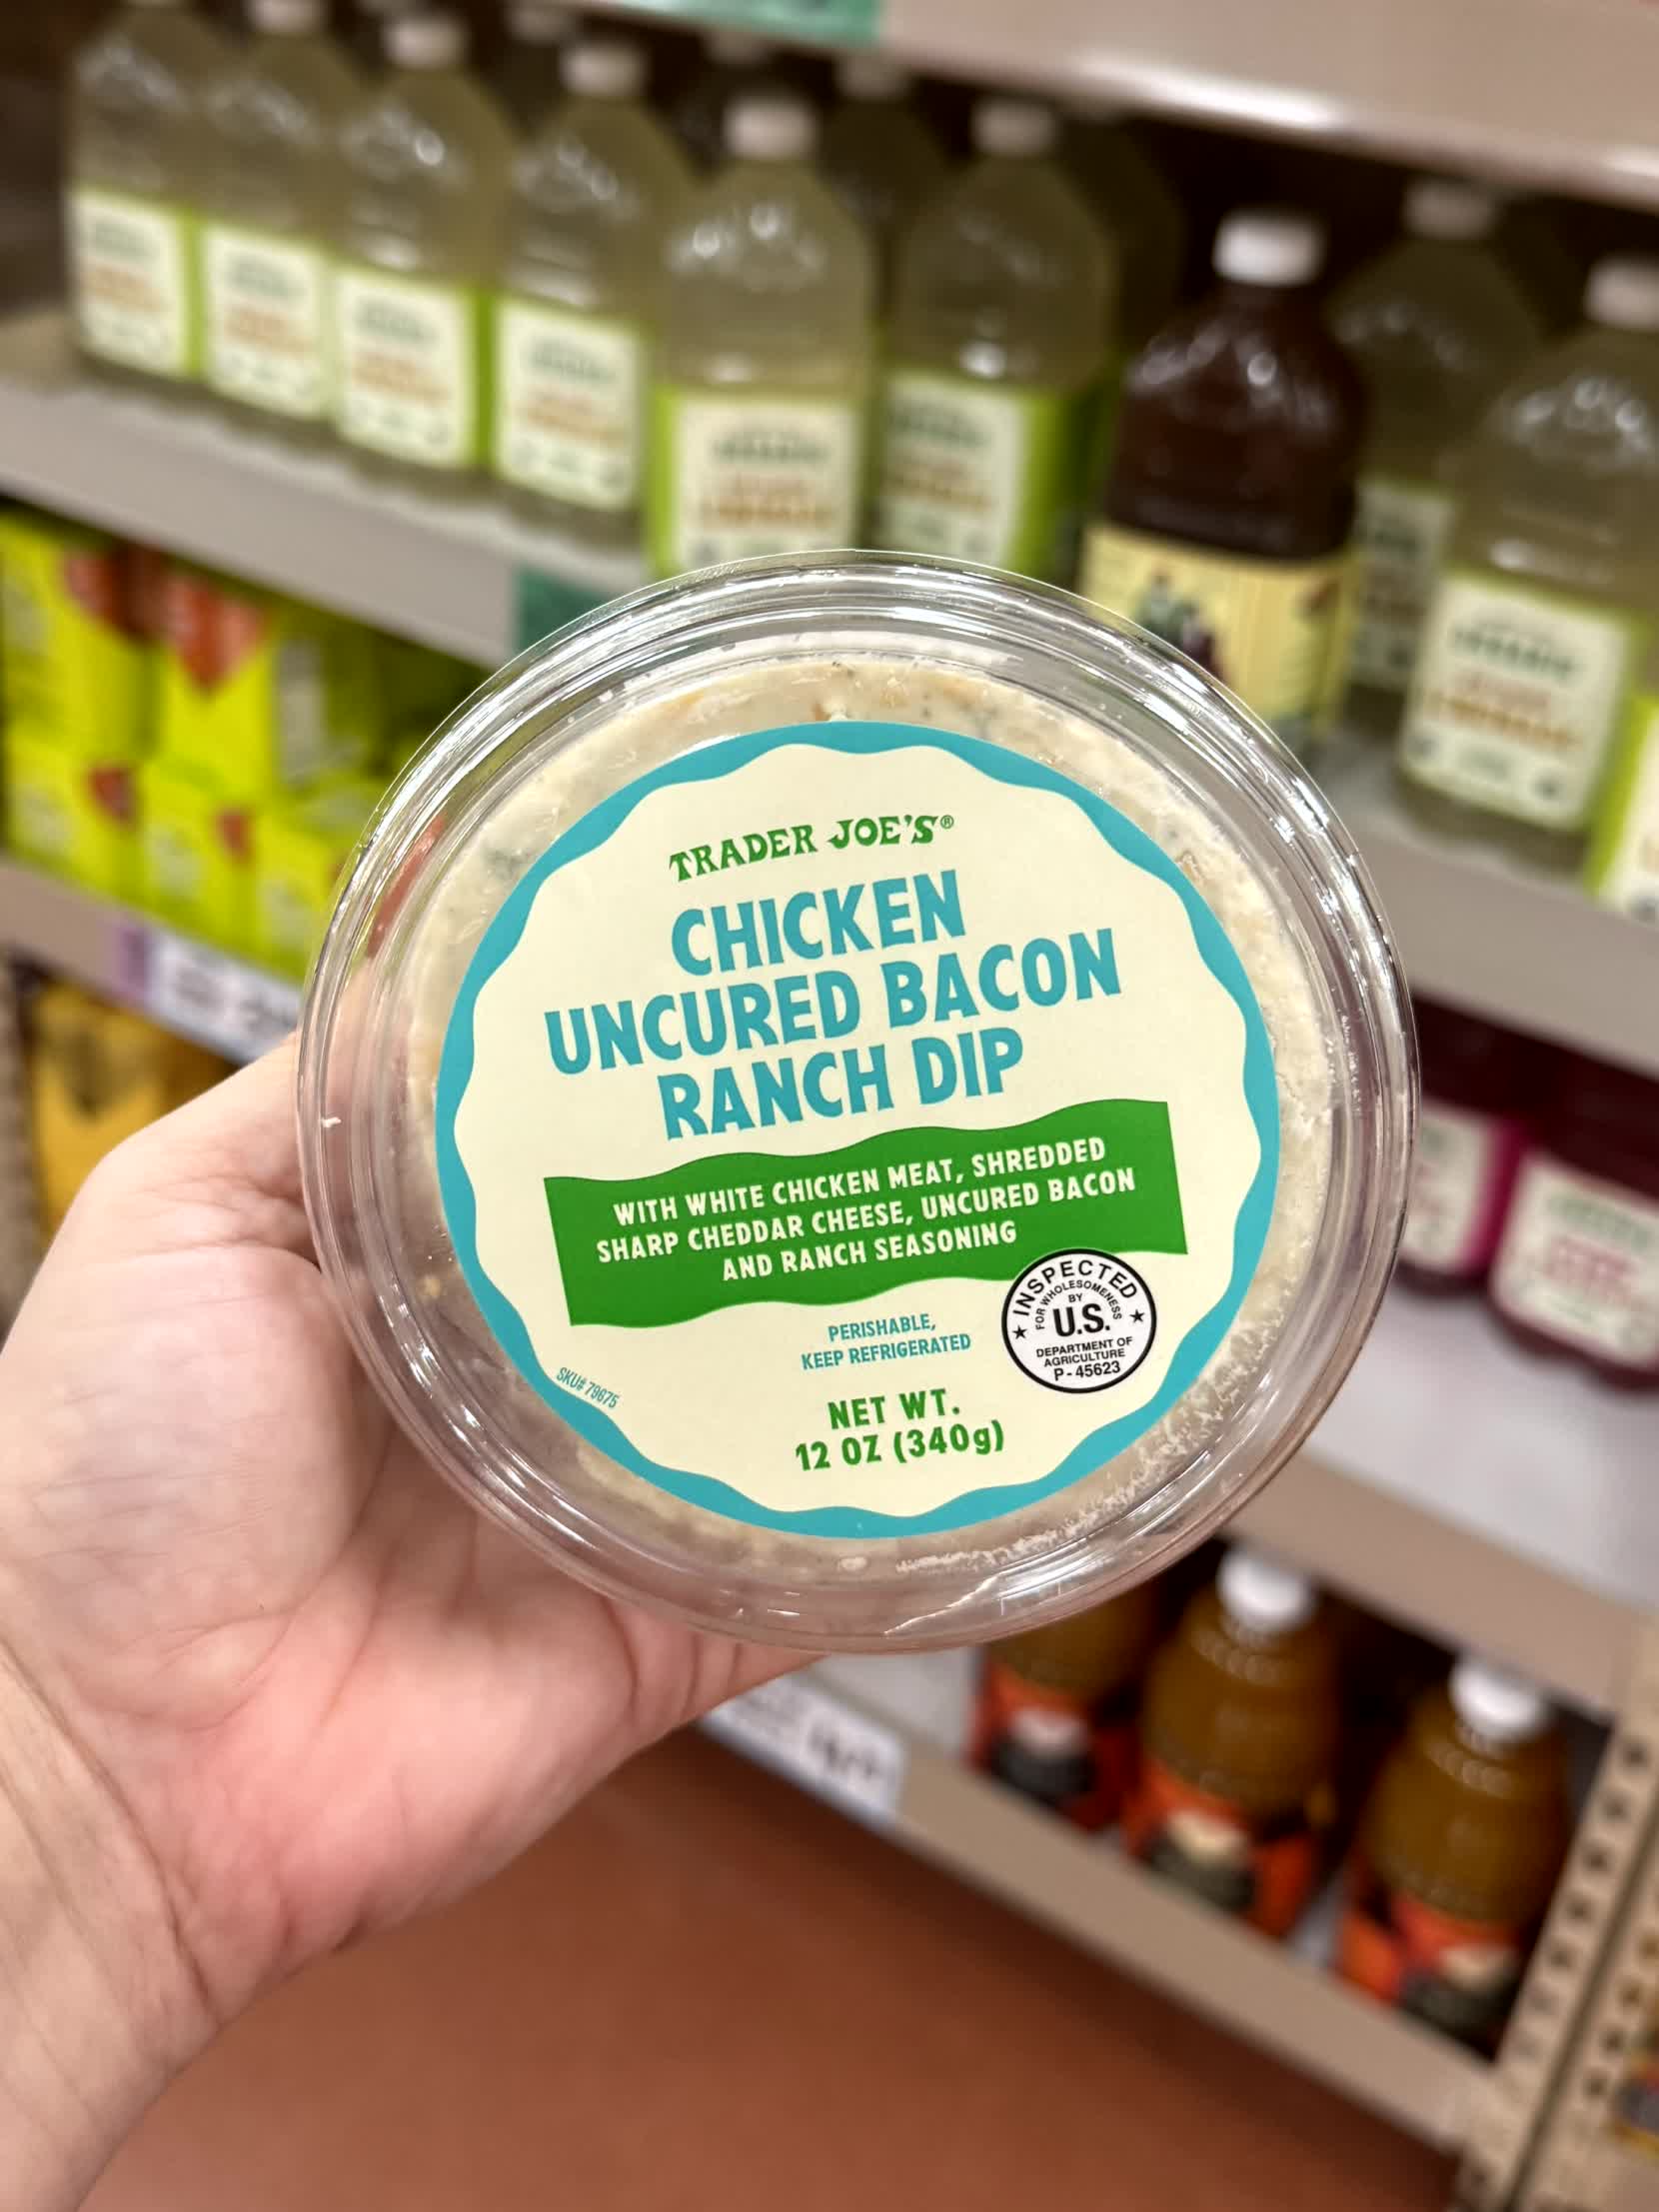 TRADER JOE'S®
CHICKEN
UNCURED BACON
RANCH DIP
WITH WHITE CHICKEN MEAT, SHREDDED
SHARP CHEDDAR CHEESE, UNCURED BACON
AND RANCH SEASONING
PERISHABLE,
KEEP REFRIGERATED
INSPECTED
FOR WHOLESOMENESS
BY
U.S.
DEPARTMENT OF
AGRICULTURE
P-45623
SKU# 79675
NET WT.
12 OZ (340g)